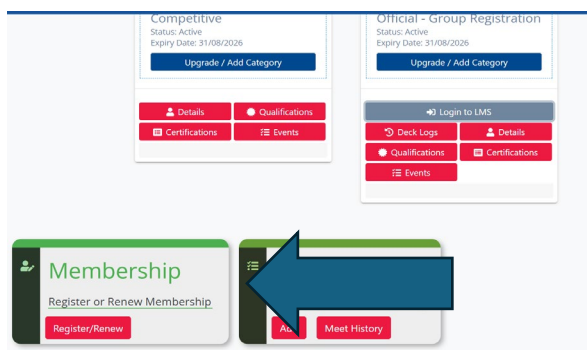 Competitive
Status: Active
Expiry Date: 31/08/2026
Upgrade / Add Category
Details
Qualifications
Certifications
Events
Official - Group Registration
Status: Active
Expiry Date: 31/08/2026
Upgrade / Add Category
Login to LMS
Deck Logs
Details
Qualifications
Certifications
Events
Membership
Register or Renew Membership
Register/Renew
Meet History